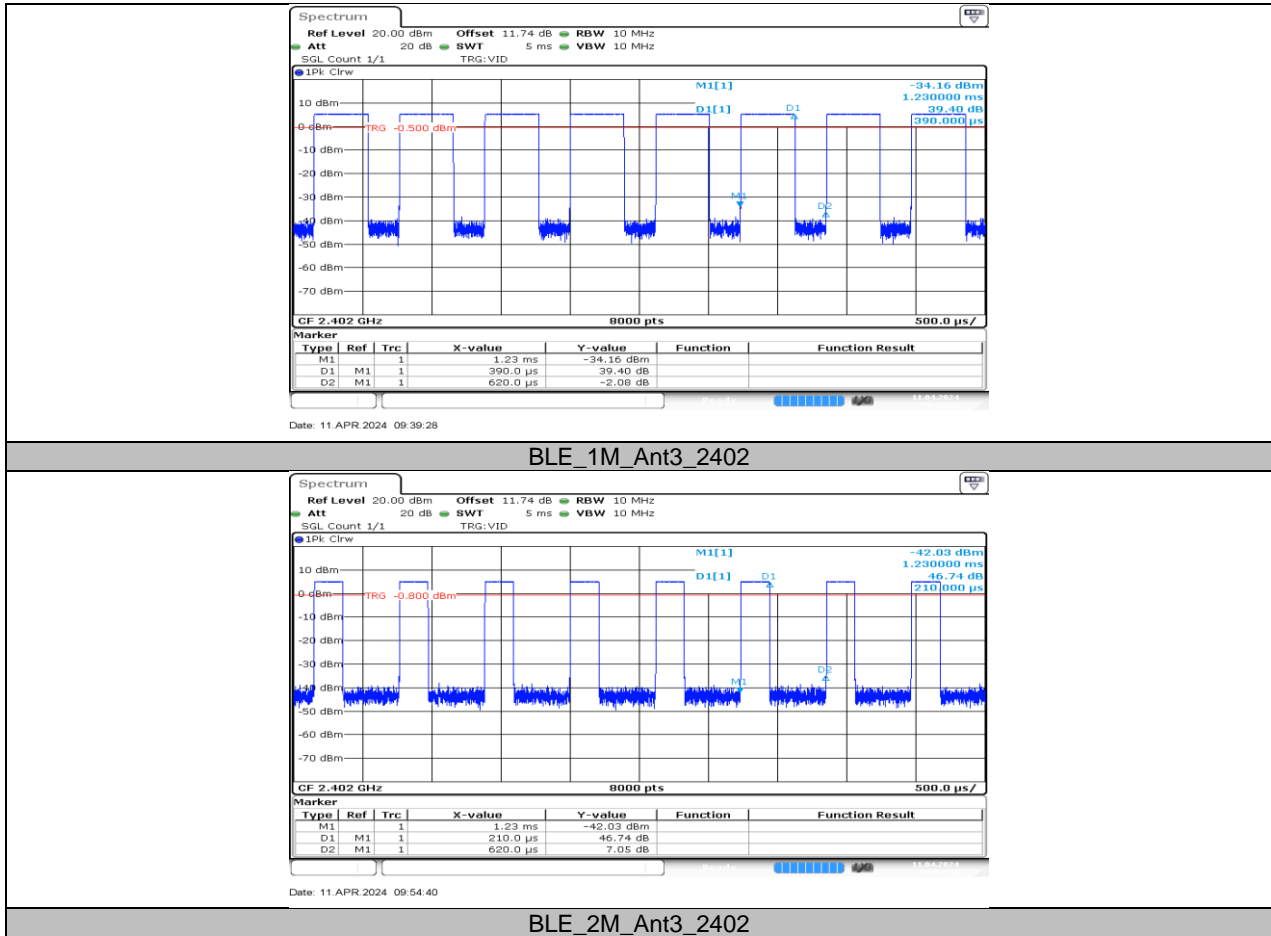 Spectrum
Ref Level 20.00 dBm Offset 11.74 dB RBW 10 MHz
Att 20 dB SWT 5 ms VBW 10 MHz
SGL Count 1/1 TRG:VID
1Pk Clrw
M1[1] -34.16 dBm
1.230000 ms
10 dBm
D1[1] D1 39.40 dB
390.000 µs
0 dBm TRG -0.500 dBm
-10 dBm
-20 dBm
-30 dBm
M1
D2
-40 dBm
-50 dBm
-60 dBm
-70 dBm
CF 2.402 GHz 8000 pts 500.0 µs/
Marker
Type Ref Trc X-value Y-value Function Function Result
M1 1 1.23 ms -34.16 dBm
D1 M1 1 390.0 µs 39.40 dB
D2 M1 1 620.0 µs -2.08 dB
Ready 11.04.2024
Date: 11.APR.2024 09:39:28
BLE_1M_Ant3_2402
Spectrum
Ref Level 20.00 dBm Offset 11.74 dB RBW 10 MHz
Att 20 dB SWT 5 ms VBW 10 MHz
SGL Count 1/1 TRG:VID
1Pk Clrw
M1[1] -42.03 dBm
1.230000 ms
10 dBm
D1[1] D1 46.74 dB
210.000 µs
0 dBm TRG -0.800 dBm
-10 dBm
-20 dBm
-30 dBm
D2
M1
-40 dBm
-50 dBm
-60 dBm
-70 dBm
CF 2.402 GHz 8000 pts 500.0 µs/
Marker
Type Ref Trc X-value Y-value Function Function Result
M1 1 1.23 ms -42.03 dBm
D1 M1 1 210.0 µs 46.74 dB
D2 M1 1 620.0 µs 7.05 dB
Ready 11.04.2024
Date: 11.APR.2024 09:54:40
BLE_2M_Ant3_2402